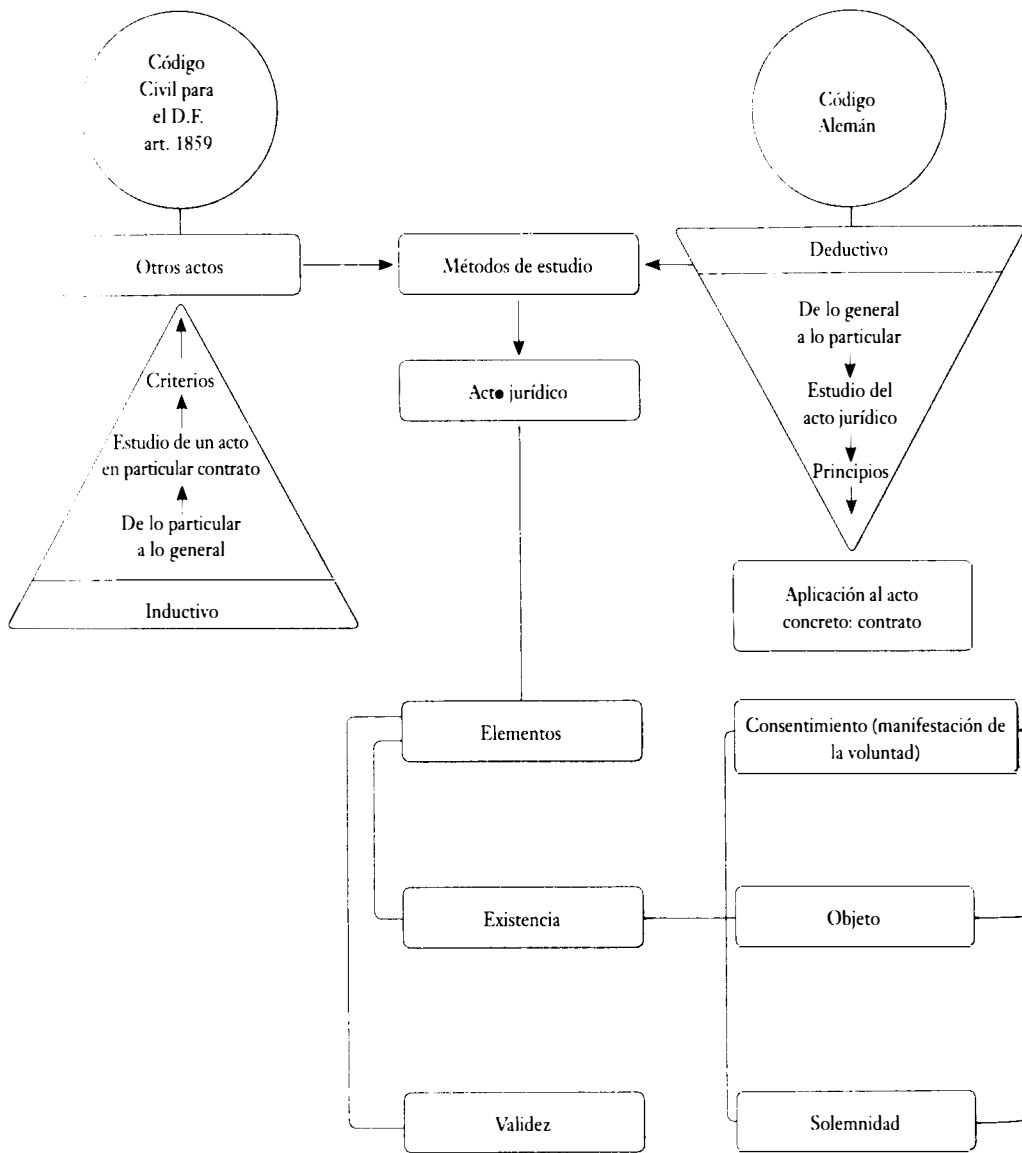 Código
Civil para
el D.F.
art. 1859
Código
Alemán
Otros actos
Métodos de estudio
Deductivo
De lo general
a lo particular
Estudio del
acto jurídico
Principios
Criterios
Estudio de un acto
en particular contrato
De lo particular
a lo general
Inductivo
Acto jurídico
Aplicación al acto
concreto: contrato
Elementos
Consentimiento (manifestación de
la voluntad)
Existencia
Objeto
Validez
Solemnidad